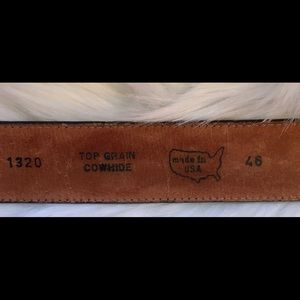 1320
TOP GRAIN
COWHIDE
made in
USA
46